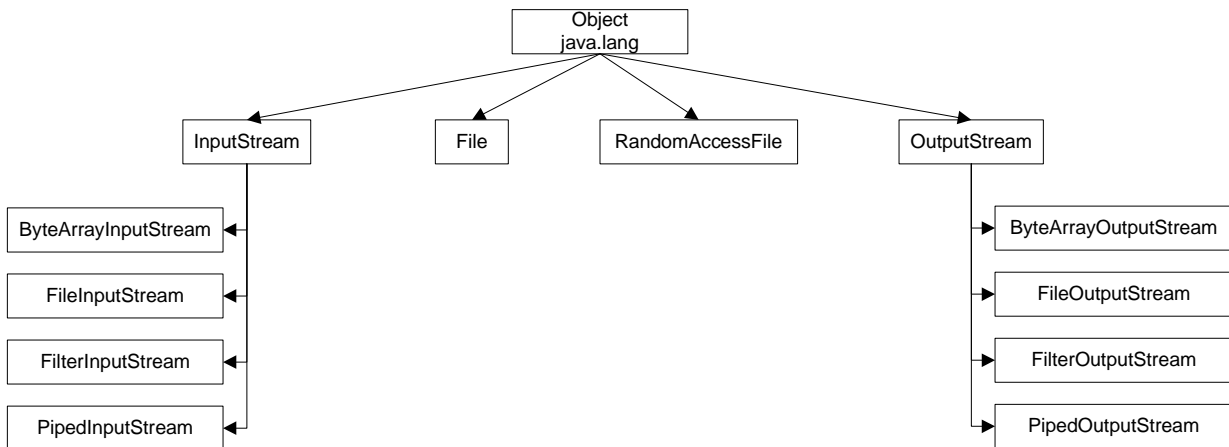 Object
java.lang
InputStream
File
RandomAccessFile
OutputStream
ByteArrayInputStream
ByteArrayOutputStream
FileInputStream
FileOutputStream
FilterInputStream
FilterOutputStream
PipedInputStream
PipedOutputStream